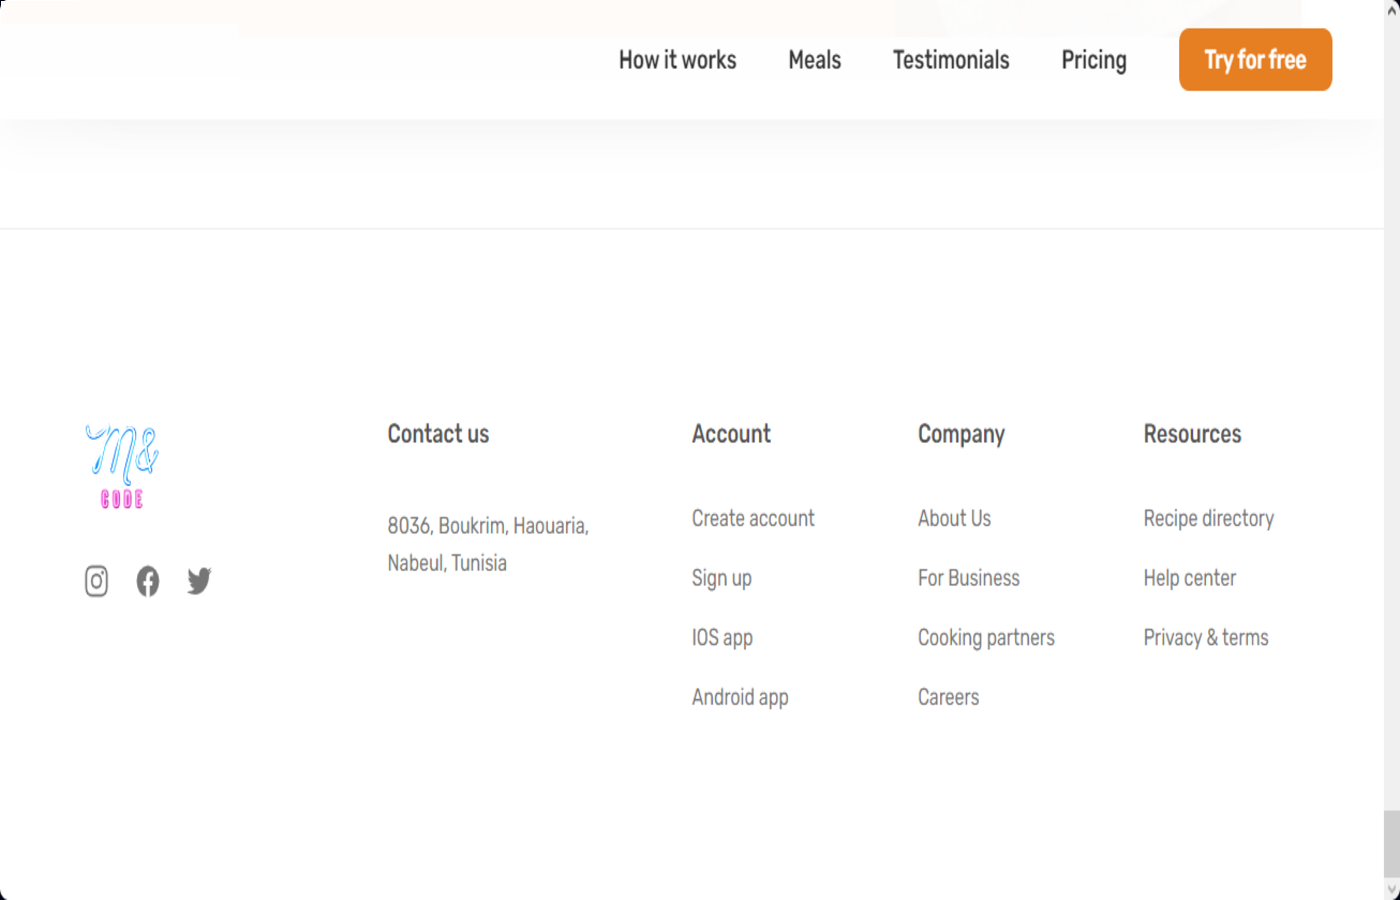 How it works
Meals
Testimonials
Pricing
Try for free
M&
CODE
Contact us
8036, Boukrim, Haouaria,
Nabeul, Tunisia
Account
Create account
Sign up
IOS app
Android app
Company
About Us
For Business
Cooking partners
Careers
Resources
Recipe directory
Help center
Privacy & terms